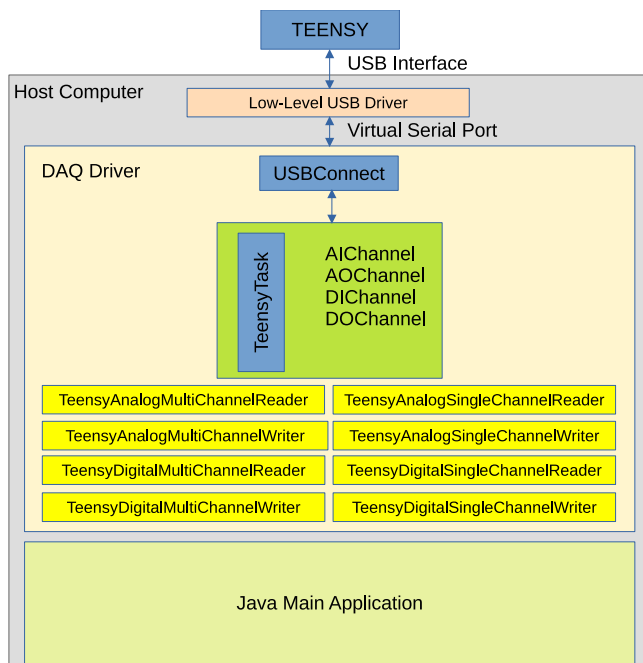 TEENSY
USB Interface
Host Computer
Low-Level USB Driver
Virtual Serial Port
DAQ Driver
USBConnect
TeensyTask
AIChannel
AOChannel
DIChannel
DOChannel
TeensyAnalogMultiChannelReader
TeensyAnalogSingleChannelReader
TeensyAnalogMultiChannelWriter
TeensyAnalogSingleChannelWriter
TeensyDigitalMultiChannelReader
TeensyDigitalSingleChannelReader
TeensyDigitalMultiChannelWriter
TeensyDigitalSingleChannelWriter
Java Main Application